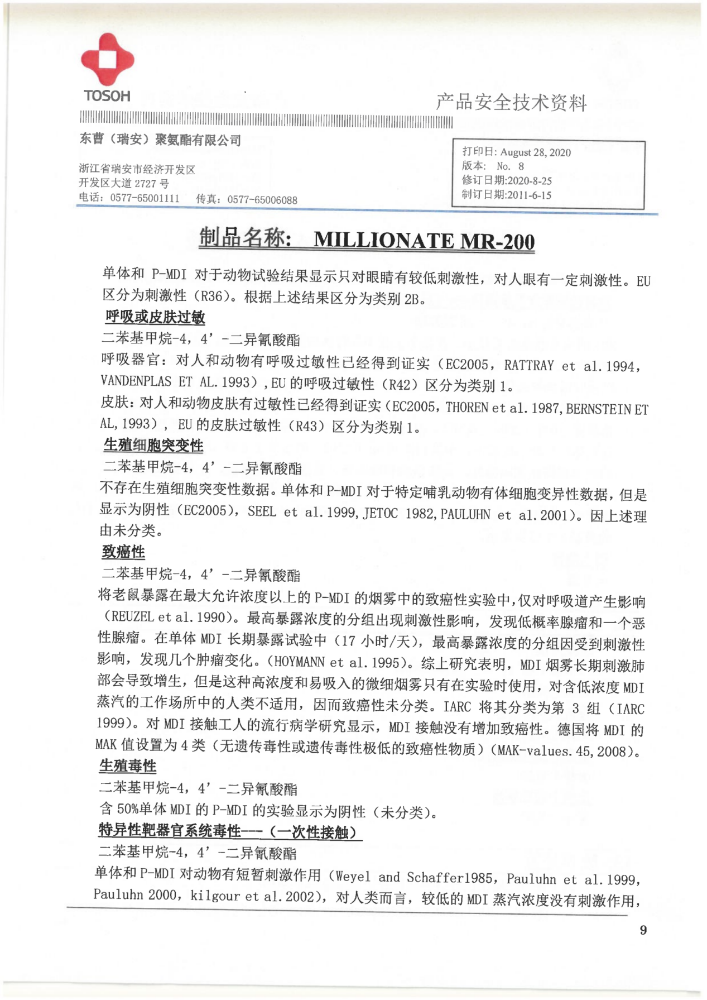 TOSOH
产品安全技术资料
东曹（瑞安）聚氨酯有限公司
浙江省瑞安市经济开发区
开发区大道 2727 号
电话：0577-65001111 传真：0577-65006088
打印日: August 28, 2020
版本: No. 8
修订日期:2020-8-25
制订日期:2011-6-15
制品名称: MILLIONATE MR-200
单体和 P-MDI 对于动物试验结果显示只对眼睛有较低刺激性，对人眼有一定刺激性。EU
区分为刺激性（R36）。根据上述结果区分为类别 2B。
呼吸或皮肤过敏
二苯基甲烷-4，4’-二异氰酸酯
呼吸器官：对人和动物有呼吸过敏性已经得到证实（EC2005，RATTRAY et al.1994，
VANDENPLAS ET AL.1993）,EU 的呼吸过敏性（R42）区分为类别 1。
皮肤：对人和动物皮肤有过敏性已经得到证实（EC2005，THOREN et al. 1987, BERNSTEIN ET
AL, 1993）, EU 的皮肤过敏性（R43）区分为类别 1。
生殖细胞突变性
二苯基甲烷-4，4’-二异氰酸酯
不存在生殖细胞突变性数据。单体和 P-MDI 对于特定哺乳动物有体细胞变异性数据，但是
显示为阴性（EC2005），SEEL et al. 1999, JETOC 1982, PAULUHN et al. 2001）。因上述理
由未分类。
致癌性
二苯基甲烷-4，4’-二异氰酸酯
将老鼠暴露在最大允许浓度以上的 P-MDI 的烟雾中的致癌性实验中，仅对呼吸道产生影响
（REUZEL et al. 1990）。最高暴露浓度的分组出现刺激性影响，发现低概率腺瘤和一个恶
性腺瘤。在单体 MDI 长期暴露试验中（17 小时/天），最高暴露浓度的分组因受到刺激性
影响，发现几个肿瘤变化。（HOYMANN et al. 1995）。综上研究表明，MDI 烟雾长期刺激肺
部会导致增生，但是这种高浓度和易吸入的微细烟雾只有在实验时使用，对含低浓度 MDI
蒸汽的工作场所中的人类不适用，因而致癌性未分类。IARC 将其分类为第 3 组（IARC
1999）。对 MDI 接触工人的流行病学研究显示，MDI 接触没有增加致癌性。德国将 MDI 的
MAK 值设置为 4 类（无遗传毒性或遗传毒性极低的致癌性物质）（MAK-values. 45, 2008）。
生殖毒性
二苯基甲烷-4，4’-二异氰酸酯
含 50%单体 MDI 的 P-MDI 的实验显示为阴性（未分类）。
特异性靶器官系统毒性---（一次性接触）
二苯基甲烷-4，4’-二异氰酸酯
单体和 P-MDI 对动物有短暂刺激作用（Weyel and Schaffer1985，Pauluhn et al. 1999，
Pauluhn 2000，kilgour et al. 2002），对人类而言，较低的 MDI 蒸汽浓度没有刺激作用，
9